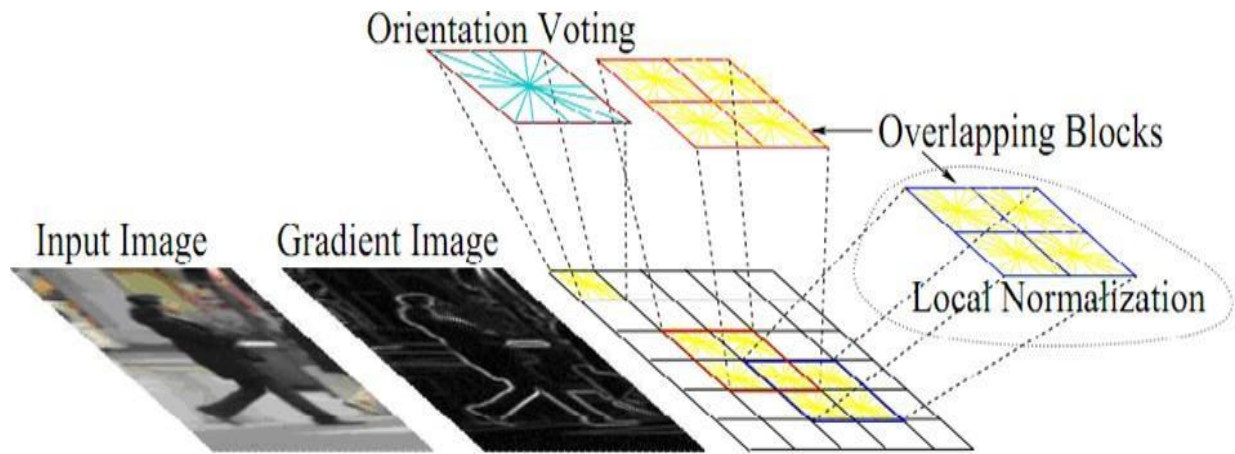 Orientation Voting
Overlapping Blocks
Input Image
Gradient Image
Local Normalization